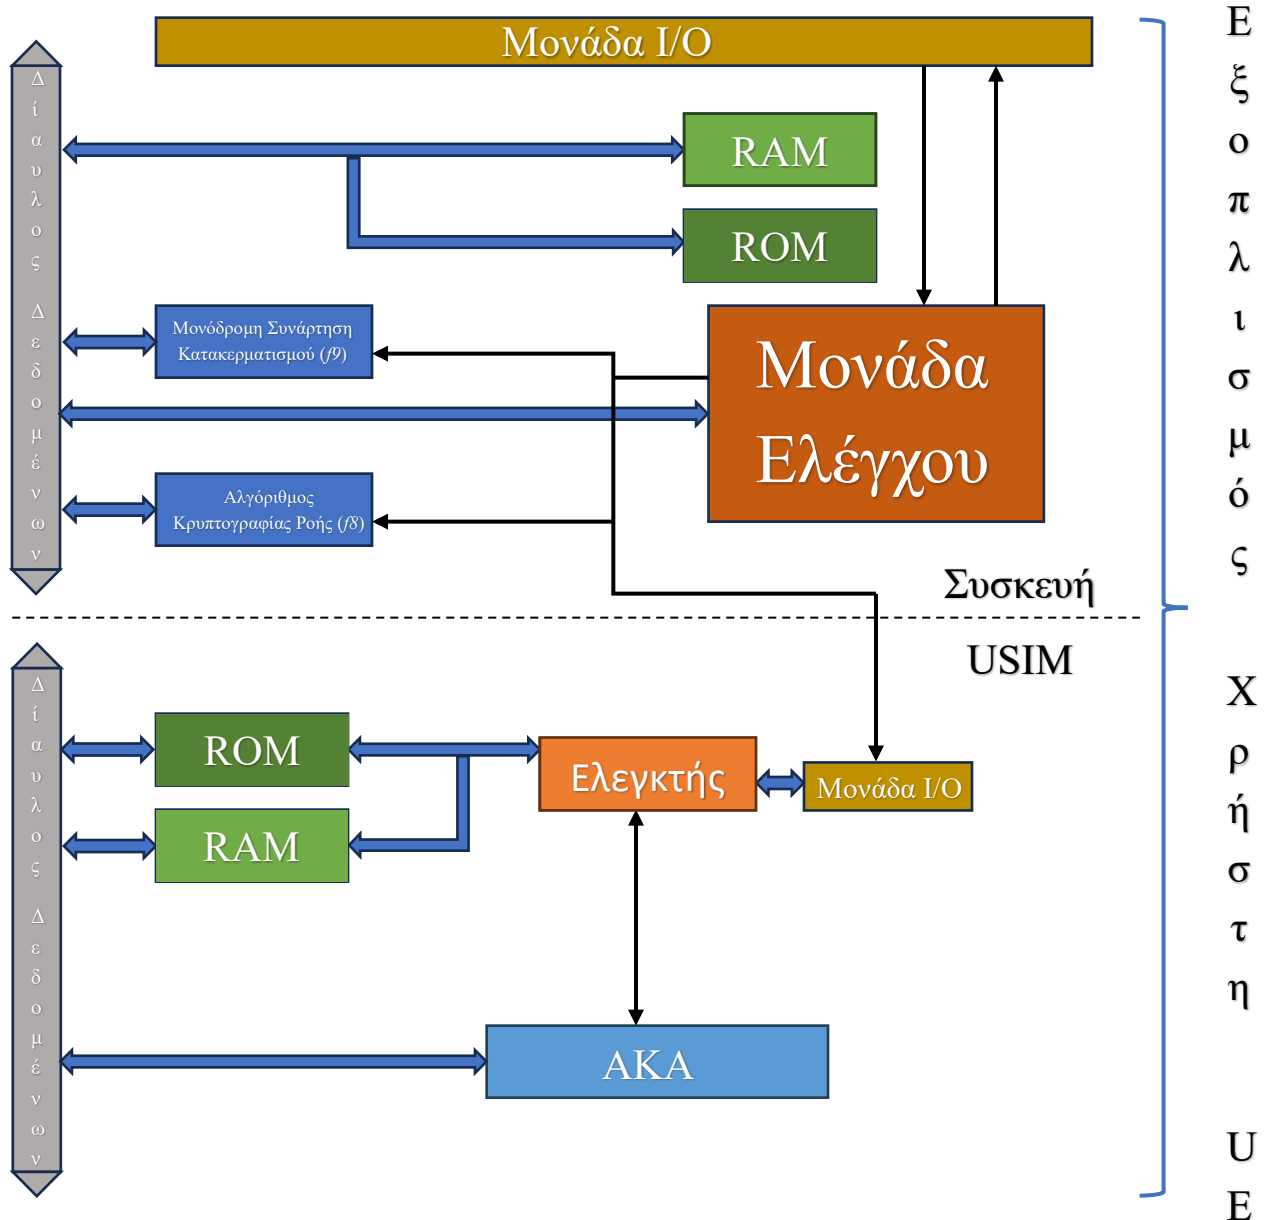 Μονάδα I/O
Δίαυλος Δεδομένων
RAM
ROM
Μονόδρομη Συνάρτηση
Κατακερματισμού (f9)
Μονάδα
Ελέγχου
Αλγόριθμος
Κρυπτογραφίας Ροής (f8)
Συσκευή
USIM
Δίαυλος Δεδομένων
ROM
RAM
Ελεγκτής
Μονάδα I/O
AKA
Εξοπλισμός Χρήστη UE